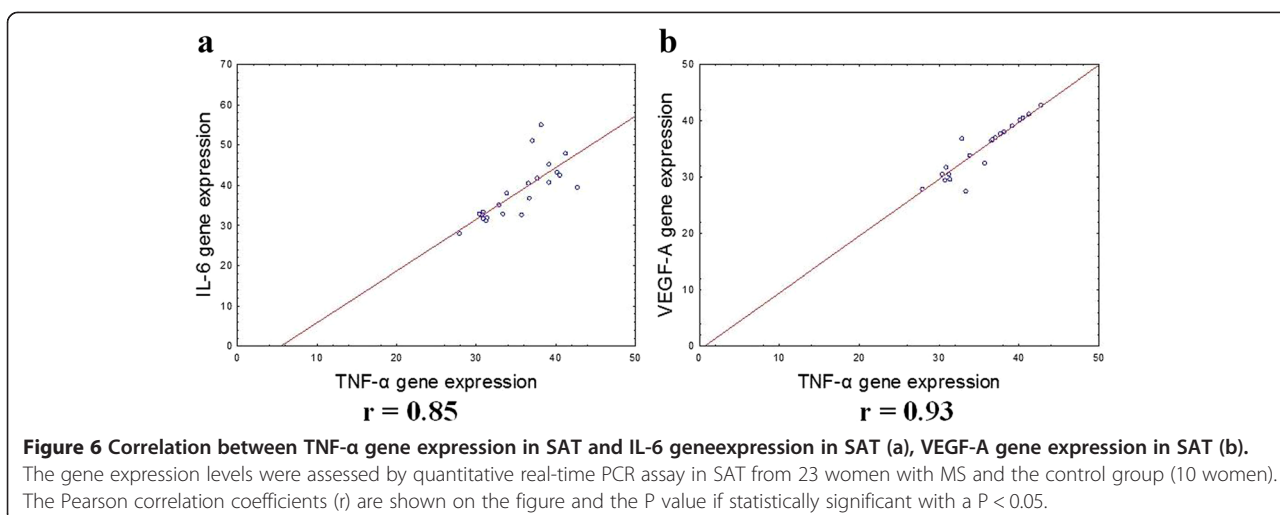 a
b
70
60
50
40
30
20
10
0
IL-6 gene expression
0 10 20 30 40 50
TNF-α gene expression
r = 0.85
50
40
30
20
10
0
VEGF-A gene expression
0 10 20 30 40 50
TNF-α gene expression
r = 0.93
Figure 6 Correlation between TNF-α gene expression in SAT and IL-6 geneexpression in SAT (a), VEGF-A gene expression in SAT (b).
The gene expression levels were assessed by quantitative real-time PCR assay in SAT from 23 women with MS and the control group (10 women).
The Pearson correlation coefficients (r) are shown on the figure and the P value if statistically significant with a P < 0.05.